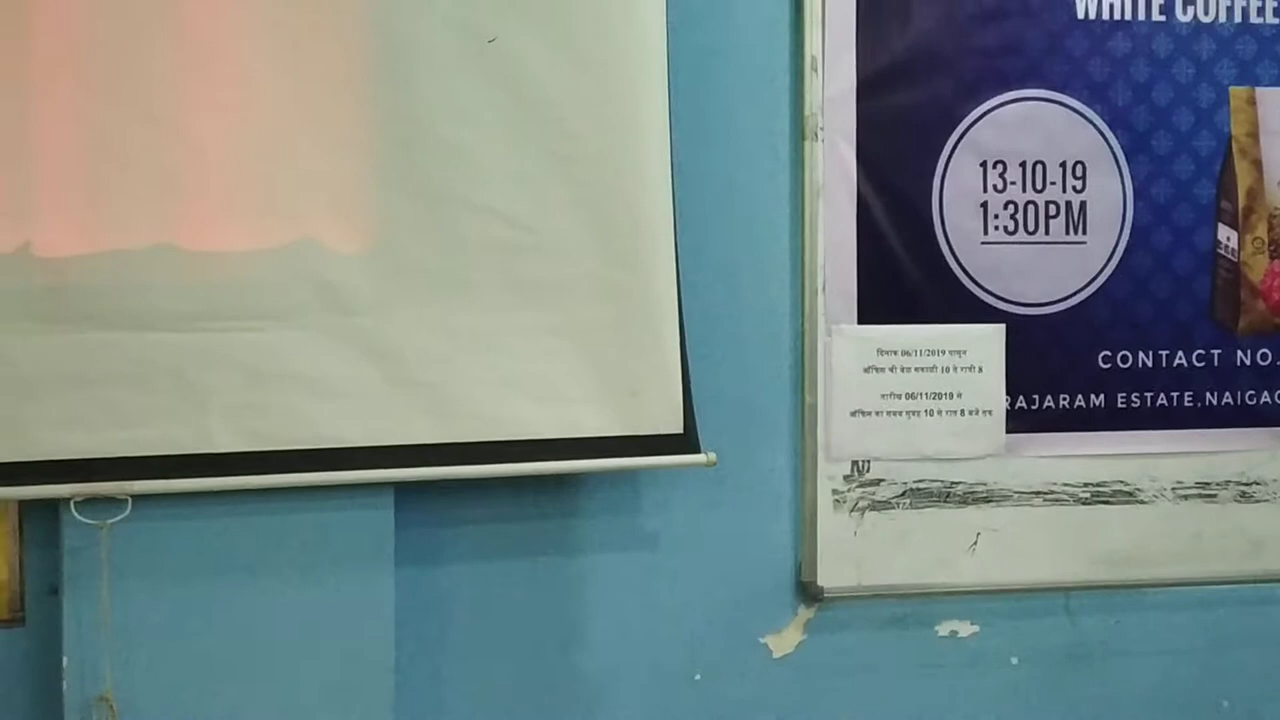 WHITE COFFEE
13-10-19
1:30PM
CONTACT NO.
RAJARAM ESTATE,NAIGAO
दिनांक 06/11/2019 पासून
ऑफिस ची वेळ सकाळी 10 ते रात्री 8
तारीख 06/11/2019 से
ऑफिस का समय सुबह 10 से रात 8 बजे तक